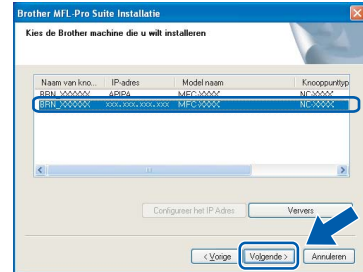 Brother MFL-Pro Suite Installatie
Kies de Brother machine die u wilt installeren
Naam van kno... IP-adres Model naam Knooppunttyp
BRN_XXXXXX APIPA MFC-XXXX NC-XXXX
BRN_XXXXXX xxx.xxx.xxx.xxx MFC-XXXX NC-XXXX
Configureer het IP Adres Ververs
< Vorige Volgende > Annuleren